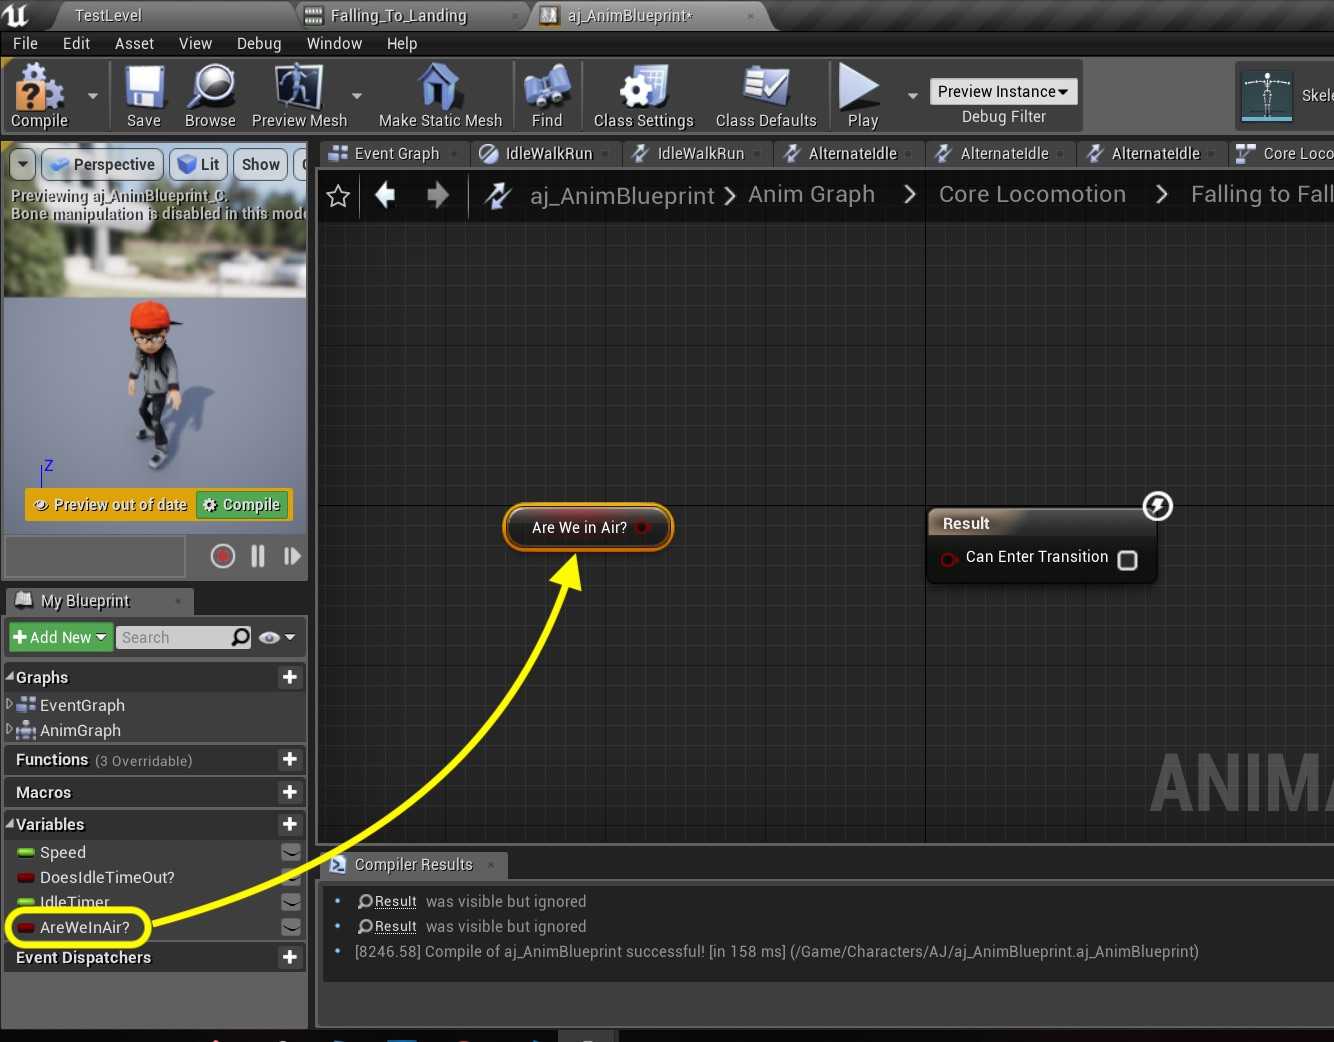 TestLevel
Falling_To_Landing
aj_AnimBlueprint*
File Edit Asset View Debug Window Help
Compile
Save
Browse
Preview Mesh
Make Static Mesh
Find
Class Settings
Class Defaults
Play
Preview Instance
Debug Filter
Skele
Perspective
Lit
Show
Previewing aj_AnimBlueprint_C.
Bone manipulation is disabled in this mode
Z
Preview out of date
Compile
Event Graph
IdleWalkRun
IdleWalkRun
AlternateIdle
AlternateIdle
AlternateIdle
Core Loco
aj_AnimBlueprint > Anim Graph > Core Locomotion > Falling to Fall
Are We in Air?
Result
Can Enter Transition
ANIMA
My Blueprint
Add New
Search
Graphs
EventGraph
AnimGraph
Functions (3 Overridable)
Macros
Variables
Speed
DoesIdleTimeOut?
IdleTimer
AreWeInAir?
Event Dispatchers
Compiler Results
Result was visible but ignored
Result was visible but ignored
[8246.58] Compile of aj_AnimBlueprint successful! [in 158 ms] (/Game/Characters/AJ/aj_AnimBlueprint.aj_AnimBlueprint)